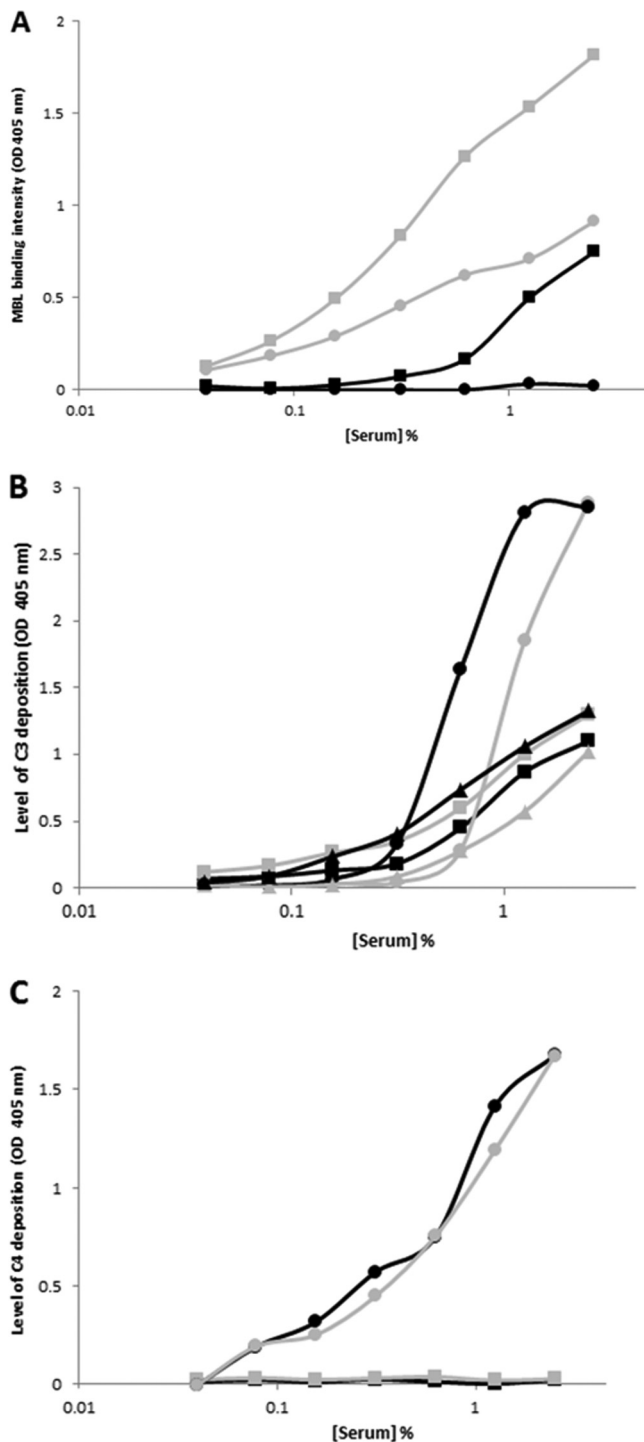 A
MBL binding intensity (OD 405 nm)
2
1.5
1
0.5
0
0.01
0.1
1
[Serum] %
B
Level of C3 deposition (OD 405 nm)
3
2.5
2
1.5
1
0.5
0
0.01
0.1
1
[Serum] %
C
Level of C4 deposition (OD 405 nm)
2
1.5
1
0.5
0
0.01
0.1
1
[Serum] %